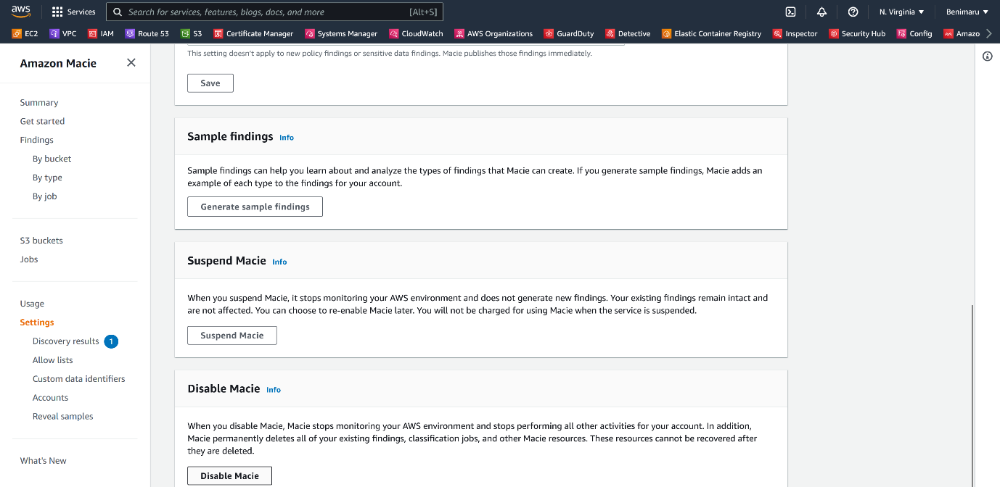 aws
Services
Search for services, features, blogs, docs, and more
[Alt+S]
N. Virginia
Benimaru
EC2
VPC
IAM
Route 53
S3
Certificate Manager
Systems Manager
CloudWatch
AWS Organizations
GuardDuty
Detective
Elastic Container Registry
Inspector
Security Hub
Config
Amazo
Amazon Macie
Summary
Get started
Findings
By bucket
By type
By job
S3 buckets
Jobs
Usage
Settings
Discovery results 1
Allow lists
Custom data identifiers
Accounts
Reveal samples
What's New
This setting doesn't apply to new policy findings or sensitive data findings. Macie publishes those findings immediately.
Save
Sample findings Info
Sample findings can help you learn about and analyze the types of findings that Macie can create. If you generate sample findings, Macie adds an
example of each type to the findings for your account.
Generate sample findings
Suspend Macie Info
When you suspend Macie, it stops monitoring your AWS environment and does not generate new findings. Your existing findings remain intact and
are not affected. You can choose to re-enable Macie later. You will not be charged for using Macie when the service is suspended.
Suspend Macie
Disable Macie Info
When you disable Macie, Macie stops monitoring your AWS environment and stops performing all other activities for your account. In addition,
Macie permanently deletes all of your existing findings, classification jobs, and other Macie resources. These resources cannot be recovered after
they are deleted.
Disable Macie